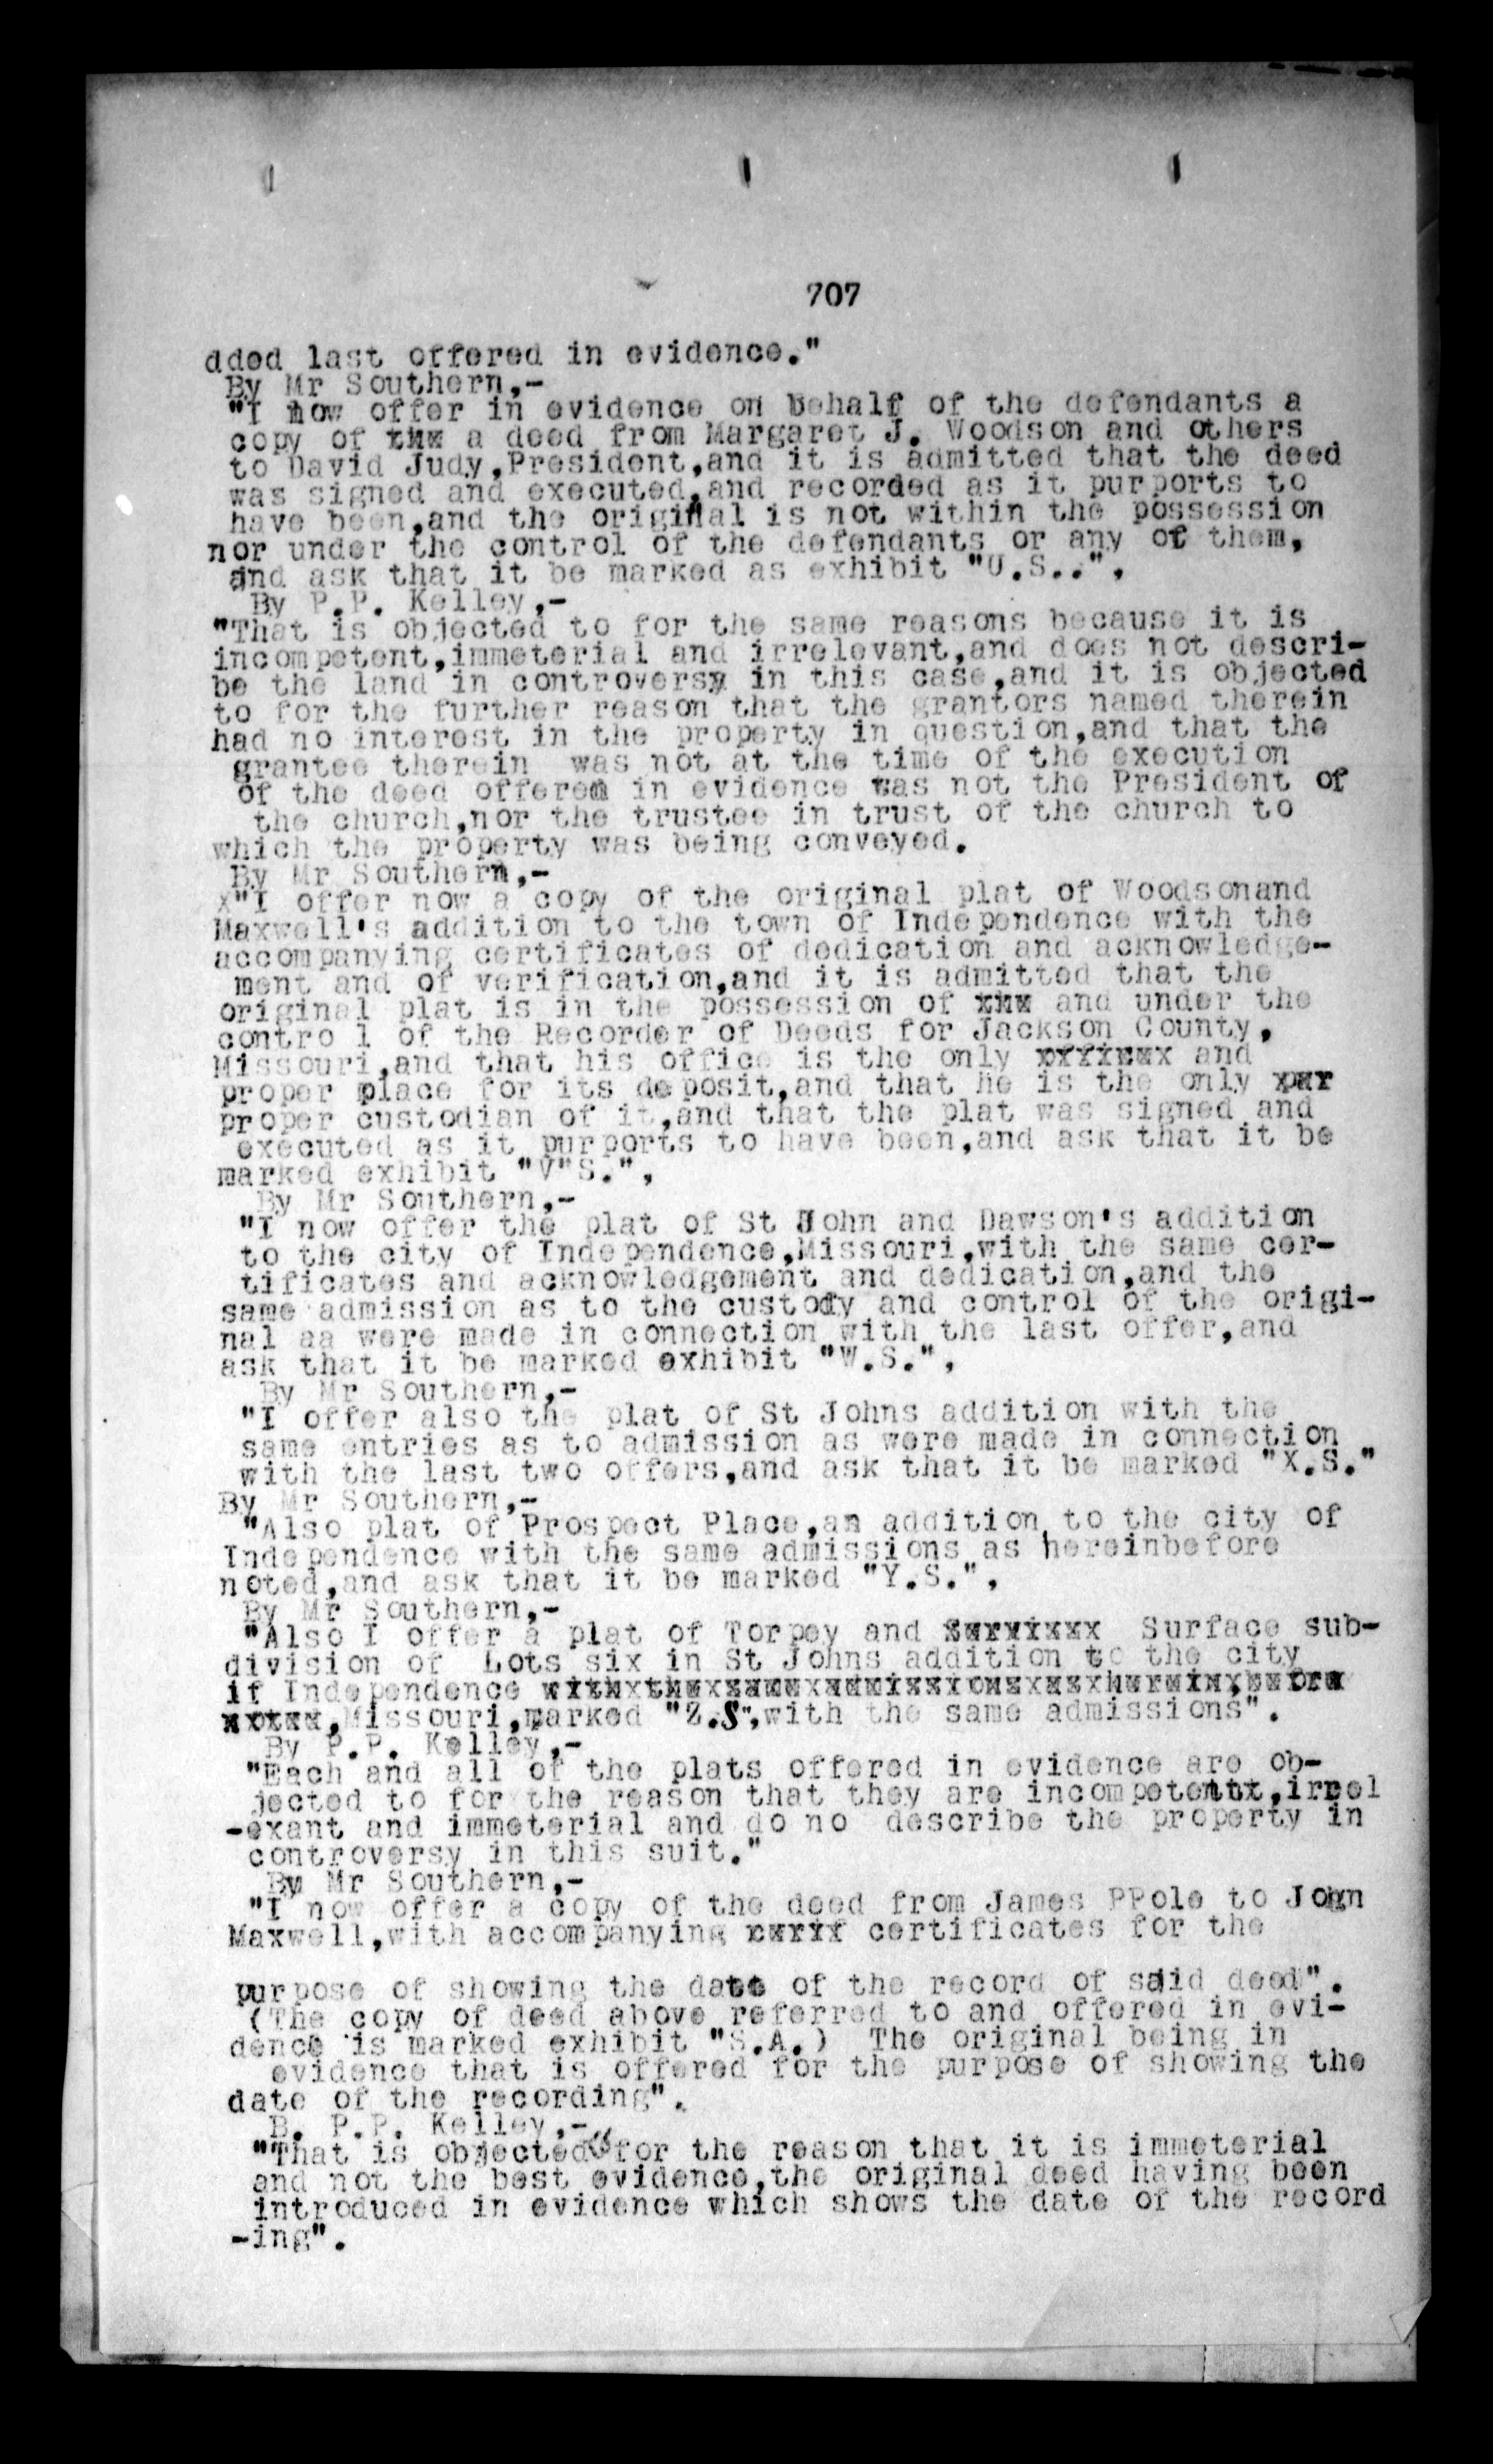 707
dded last offered in evidence."
By Mr Southern,-
"I now offer in evidence on behalf of the defendants a
copy of a deed from Margaret J. Woodson and others
to David Judy,President,and it is admitted that the deed
was signed and executed,and recorded as it purports to
have been,and the original is not within the possession
nor under the control of the defendants or any of them,
and ask that it be marked as exhibit "U.S..",
By P.P. Kelley,-
"That is objected to for the same reasons because it is
incompetent,immeterial and irrelevant,and does not descri-
be the land in controversy in this case,and it is objected
to for the further reason that the grantors named therein
had no interest in the property in question,and that the
grantee therein was not at the time of the execution
of the deed offered in evidence was not the President of
the church,nor the trustee in trust of the church to
which the property was being conveyed.
By Mr Southern,-
x"I offer now a copy of the original plat of Woodsonand
Maxwell's addition to the town of Independence with the
accompanying certificates of dedication and acknowledge-
ment and of verification,and it is admitted that the
original plat is in the possession of and under the
contro l of the Recorder of Deeds for Jackson County,
Missouri,and that his office is the only and
proper place for its deposit,and that he is the only
proper custodian of it,and that the plat was signed and
executed as it purports to have been,and ask that it be
marked exhibit "V"S.",
By Mr Southern,-
"I now offer the plat of St John and Dawson's addition
to the city of Independence,Missouri,with the same cer-
tificates and acknowledgement and dedication,and the
same admission as to the custody and control of the origi-
nal aa were made in connection with the last offer,and
ask that it be marked exhibit "W.S.",
By Mr Southern,-
"I offer also the plat of St Johns addition with the
same entries as to admission as were made in connection
with the last two offers,and ask that it be marked "X.S."
By Mr Southern,-
"Also plat of Prospect Place,an addition to the city of
Independence with the same admissions as hereinbefore
noted,and ask that it be marked "Y.S.",
By Mr Southern,-
"Also I offer a plat of Torpey and Surface sub-
division of Lots six in St Johns addition to the city
if Independence
,Missouri,marked "Z.S",with the same admissions".
By P.P. Kelley,-
"Each and all of the plats offered in evidence are ob-
jected to for the reason that they are incompetent,irrel
-exant and immeterial and do no describe the property in
controversy in this suit."
By Mr Southern,-
"I now offer a copy of the deed from James PPole to John
Maxwell,with accompanying certificates for the
purpose of showing the date of the record of said deed".
(The copy of deed above referred to and offered in evi-
dence is marked exhibit "S.A.) The original being in
evidence that is offered for the purpose of showing the
date of the recording".
B. P.P. Kelley,-
"That is objected for the reason that it is immeterial
and not the best evidence,the original deed having been
introduced in evidence which shows the date of the record
-ing".